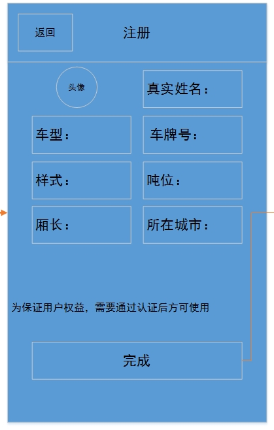 返回 注册
头像 真实姓名：
车型： 车牌号：
样式： 吨位：
厢长： 所在城市：
为保证用户权益，需要通过认证后方可使用
完成